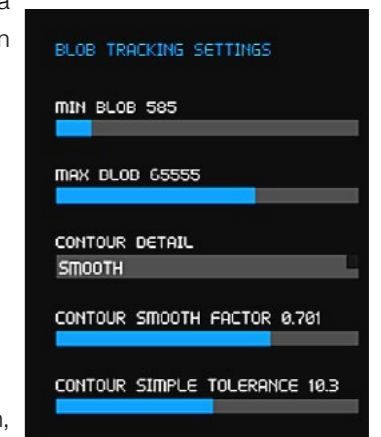 a
n
BLOB TRACKING SETTINGS
MIN BLOB 585
MAX BLOB 65555
CONTOUR DETAIL
SMOOTH
CONTOUR SMOOTH FACTOR 0.701
CONTOUR SIMPLE TOLERANCE 10.3
n,